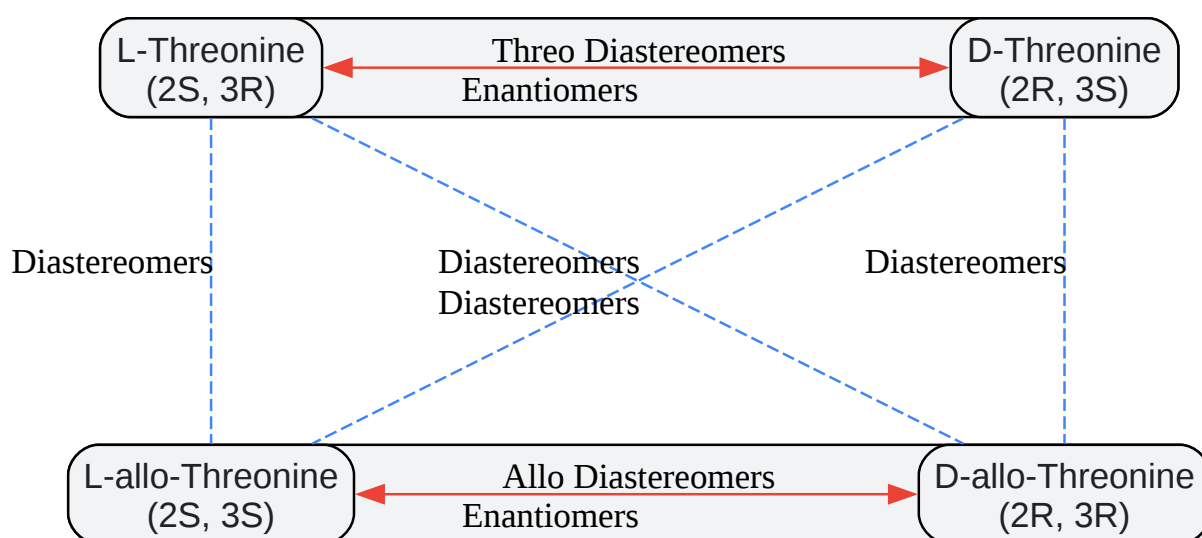 L-Threonine
(2S, 3R)
Threo Diastereomers
Enantiomers
D-Threonine
(2R, 3S)
Diastereomers
Diastereomers
Diastereomers
Diastereomers
L-allo-Threonine
(2S, 3S)
Allo Diastereomers
Enantiomers
D-allo-Threonine
(2R, 3R)